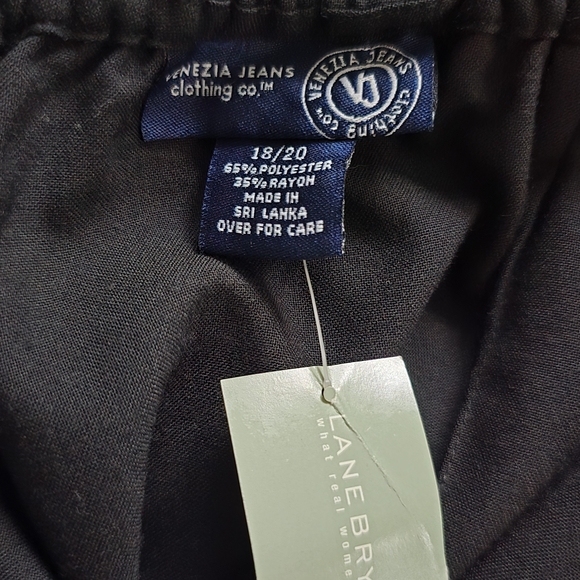 VENEZIA JEANS
clothing co.™
VENEZIA JEANS
clothing co™
VJ
18/20
65% POLYESTER
35% RAYON
MADE IN
SRI LANKA
OVER FOR CARE
LANE BRY
what real wome